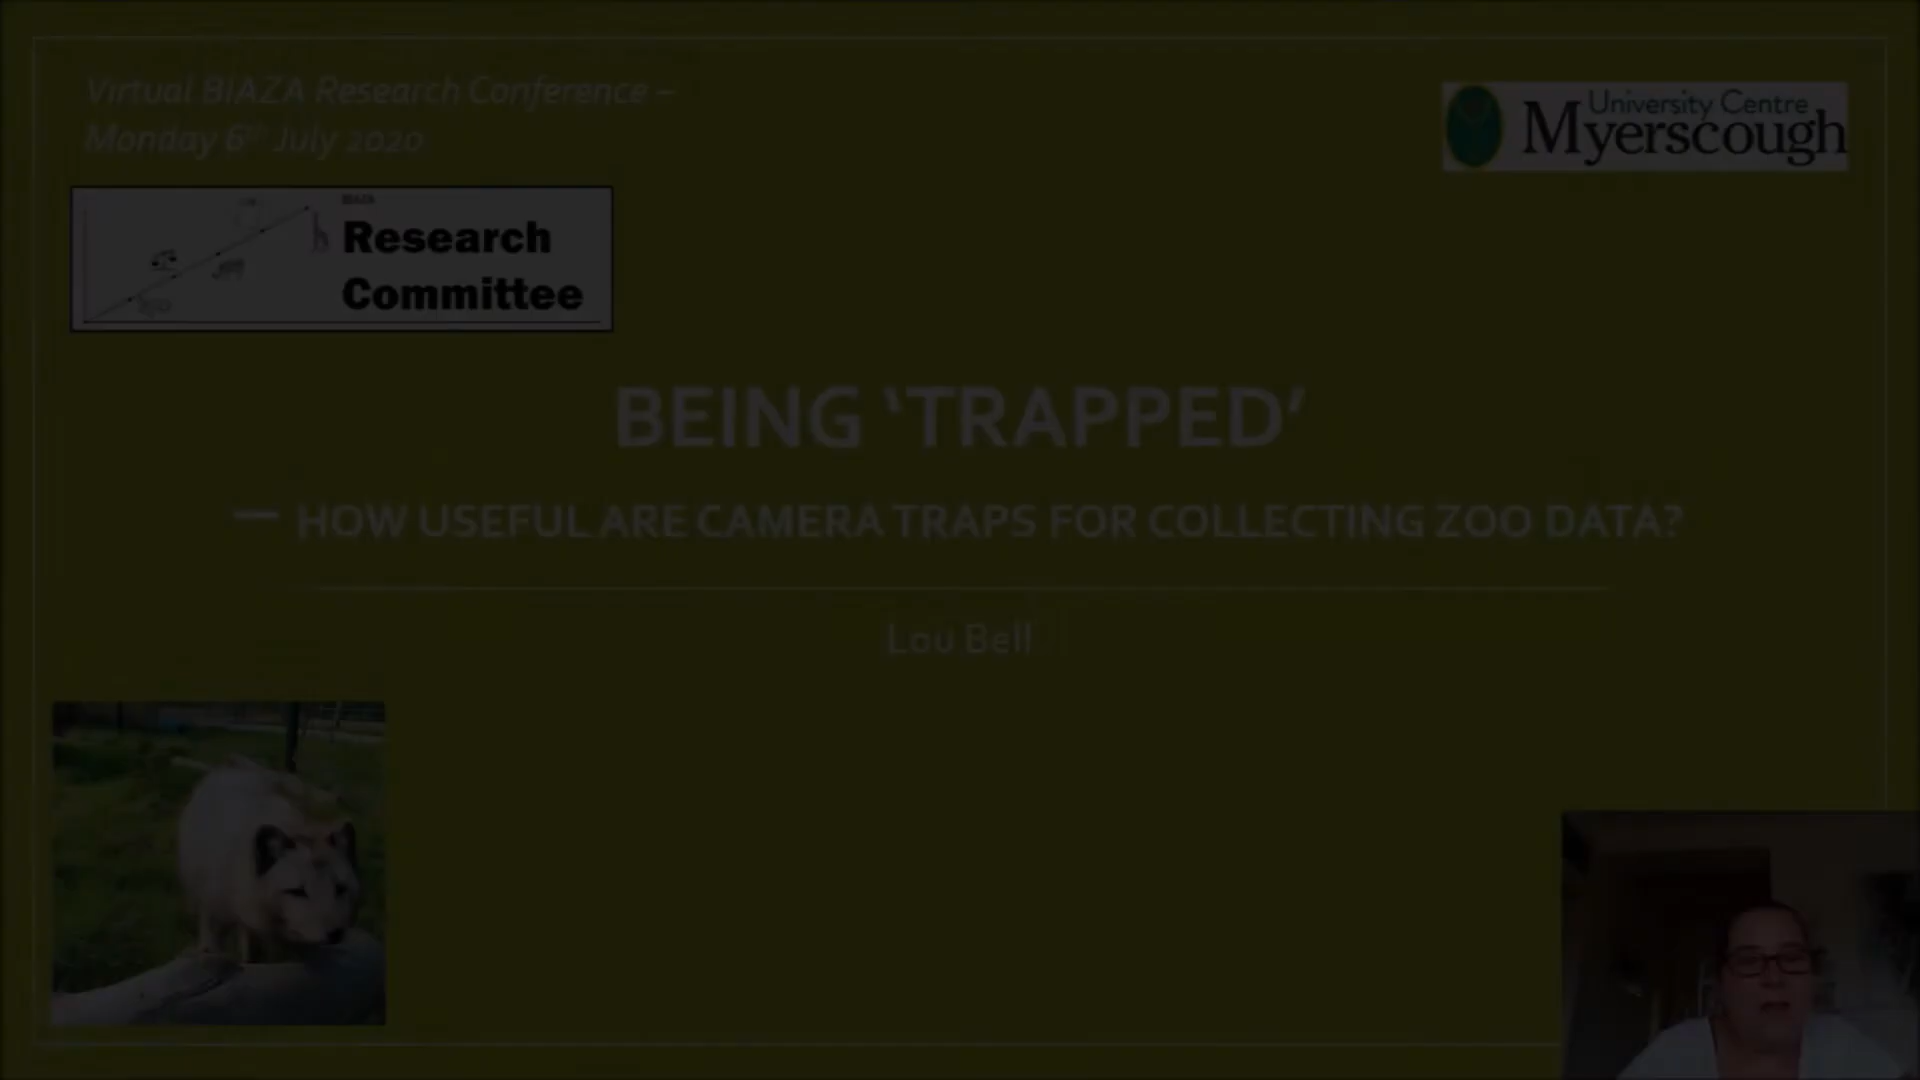 Virtual BIAZA Research Conference –
Monday 6th July 2020
University Centre
Myerscough
BIAZA
Research
Committee
BEING ‘TRAPPED’
– HOW USEFUL ARE CAMERA TRAPS FOR COLLECTING ZOO DATA?
Lou Bell